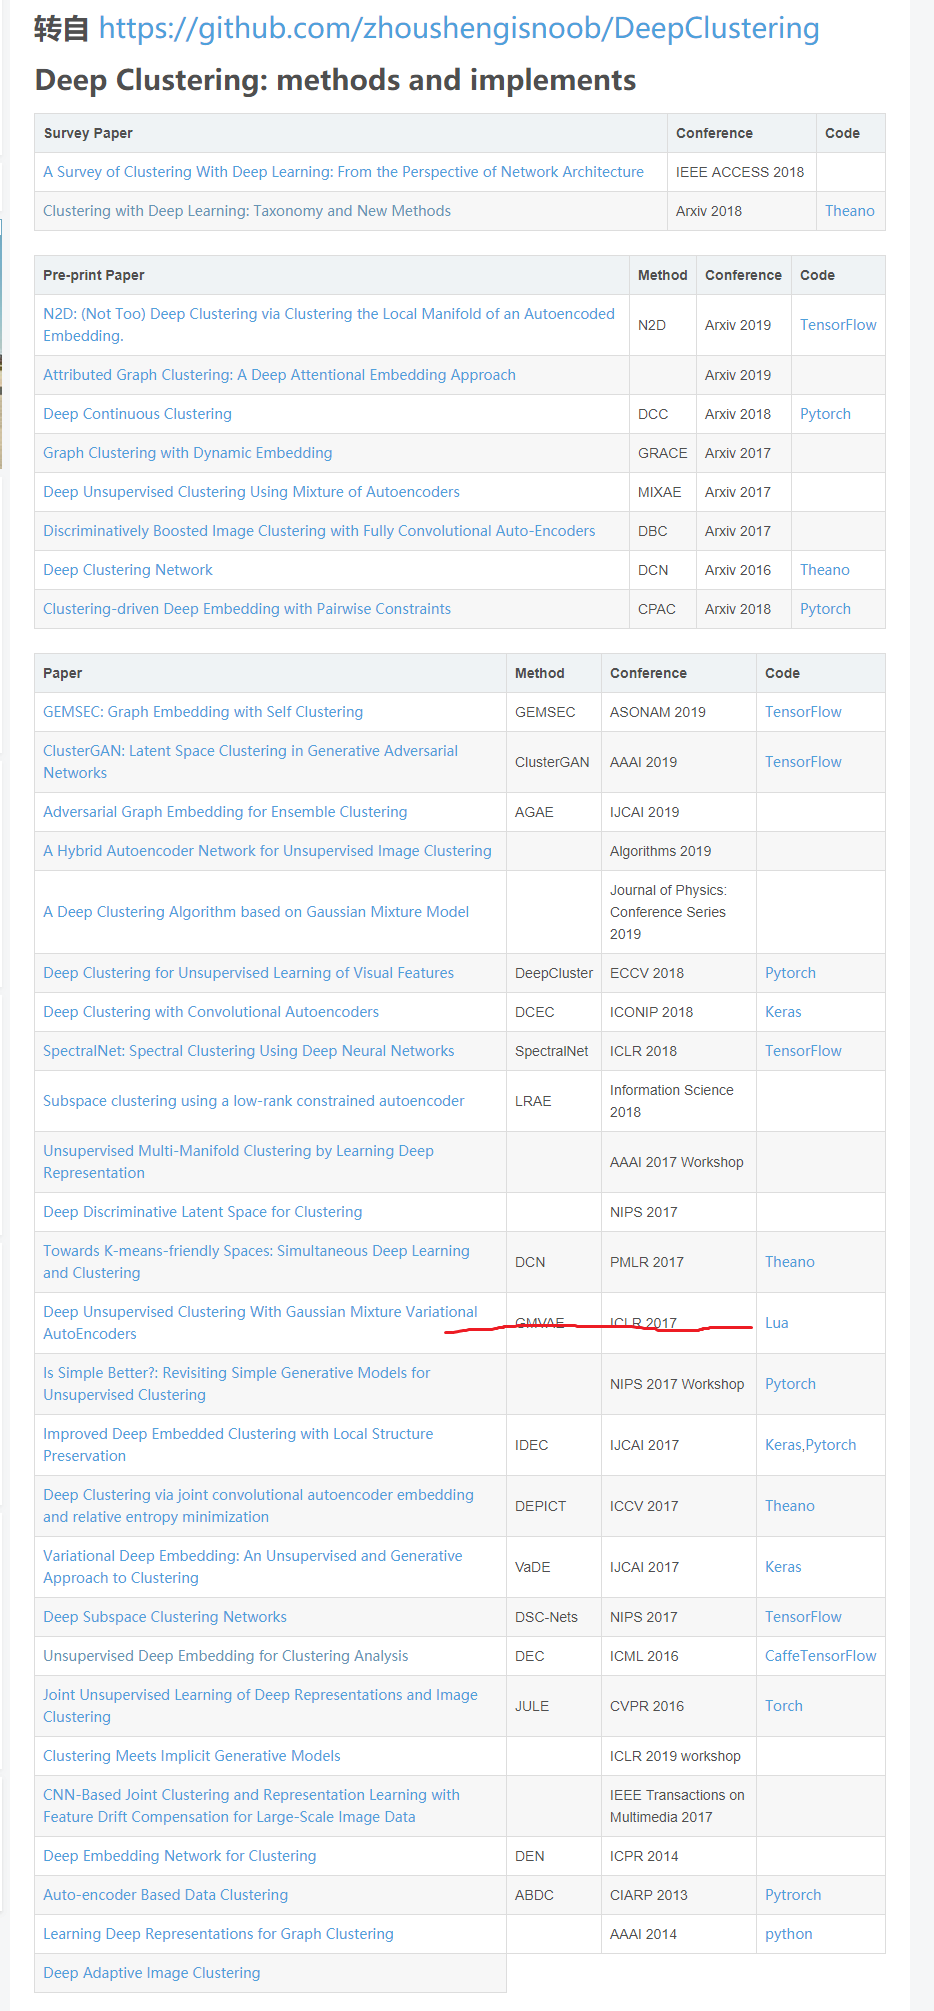 转自 https://github.com/zhoushengisnoob/DeepClustering
Deep Clustering: methods and implements
Survey Paper Conference Code
A Survey of Clustering With Deep Learning: From the Perspective of Network Architecture IEEE ACCESS 2018
Clustering with Deep Learning: Taxonomy and New Methods Arxiv 2018 Theano
Pre-print Paper Method Conference Code
N2D: (Not Too) Deep Clustering via Clustering the Local Manifold of an Autoencoded
Embedding. N2D Arxiv 2019 TensorFlow
Attributed Graph Clustering: A Deep Attentional Embedding Approach Arxiv 2019
Deep Continuous Clustering DCC Arxiv 2018 Pytorch
Graph Clustering with Dynamic Embedding GRACE Arxiv 2017
Deep Unsupervised Clustering Using Mixture of Autoencoders MIXAE Arxiv 2017
Discriminatively Boosted Image Clustering with Fully Convolutional Auto-Encoders DBC Arxiv 2017
Deep Clustering Network DCN Arxiv 2016 Theano
Clustering-driven Deep Embedding with Pairwise Constraints CPAC Arxiv 2018 Pytorch
Paper Method Conference Code
GEMSEC: Graph Embedding with Self Clustering GEMSEC ASONAM 2019 TensorFlow
ClusterGAN: Latent Space Clustering in Generative Adversarial
Networks ClusterGAN AAAI 2019 TensorFlow
Adversarial Graph Embedding for Ensemble Clustering AGAE IJCAI 2019
A Hybrid Autoencoder Network for Unsupervised Image Clustering Algorithms 2019
A Deep Clustering Algorithm based on Gaussian Mixture Model Journal of Physics:
Conference Series
2019
Deep Clustering for Unsupervised Learning of Visual Features DeepCluster ECCV 2018 Pytorch
Deep Clustering with Convolutional Autoencoders DCEC ICONIP 2018 Keras
SpectralNet: Spectral Clustering Using Deep Neural Networks SpectralNet ICLR 2018 TensorFlow
Subspace clustering using a low-rank constrained autoencoder LRAE Information Science
2018
Unsupervised Multi-Manifold Clustering by Learning Deep
Representation AAAI 2017 Workshop
Deep Discriminative Latent Space for Clustering NIPS 2017
Towards K-means-friendly Spaces: Simultaneous Deep Learning
and Clustering DCN PMLR 2017 Theano
Deep Unsupervised Clustering With Gaussian Mixture Variational
AutoEncoders GMVAE ICLR 2017 Lua
Is Simple Better?: Revisiting Simple Generative Models for
Unsupervised Clustering NIPS 2017 Workshop Pytorch
Improved Deep Embedded Clustering with Local Structure
Preservation IDEC IJCAI 2017 Keras,Pytorch
Deep Clustering via joint convolutional autoencoder embedding
and relative entropy minimization DEPICT ICCV 2017 Theano
Variational Deep Embedding: An Unsupervised and Generative
Approach to Clustering VaDE IJCAI 2017 Keras
Deep Subspace Clustering Networks DSC-Nets NIPS 2017 TensorFlow
Unsupervised Deep Embedding for Clustering Analysis DEC ICML 2016 CaffeTensorFlow
Joint Unsupervised Learning of Deep Representations and Image
Clustering JULE CVPR 2016 Torch
Clustering Meets Implicit Generative Models ICLR 2019 workshop
CNN-Based Joint Clustering and Representation Learning with
Feature Drift Compensation for Large-Scale Image Data IEEE Transactions on
Multimedia 2017
Deep Embedding Network for Clustering DEN ICPR 2014
Auto-encoder Based Data Clustering ABDC CIARP 2013 Pytrorch
Learning Deep Representations for Graph Clustering AAAI 2014 python
Deep Adaptive Image Clustering